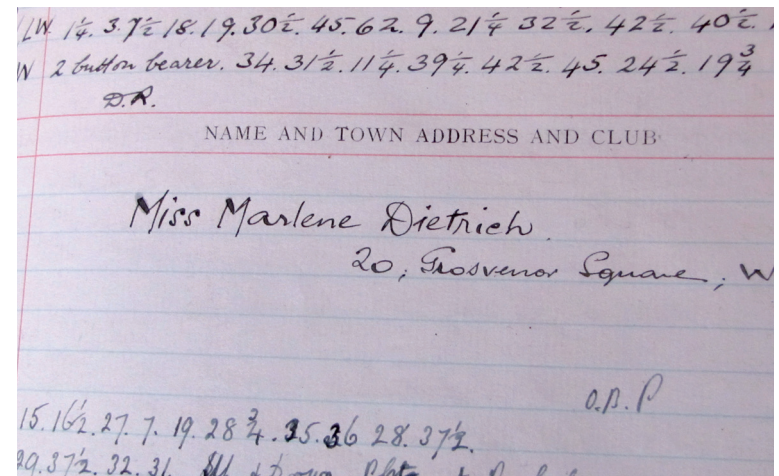 LW. 1¼. 3. 7½ 18. 19. 30½. 45. 62. 9. 21¼ 32½. 42½. 40½.
W 2 button bearer. 34. 31½. 11¼. 39¼. 42½. 45. 24½. 19¾
D.R.
NAME AND TOWN ADDRESS AND CLUB
Miss Marlene Dietrich.
20, Grosvenor Square, W
O.B.P
15. 16½. 27. 7. 19. 28¾. 35. 36 28. 37½.
29. 37½. 32. 31.